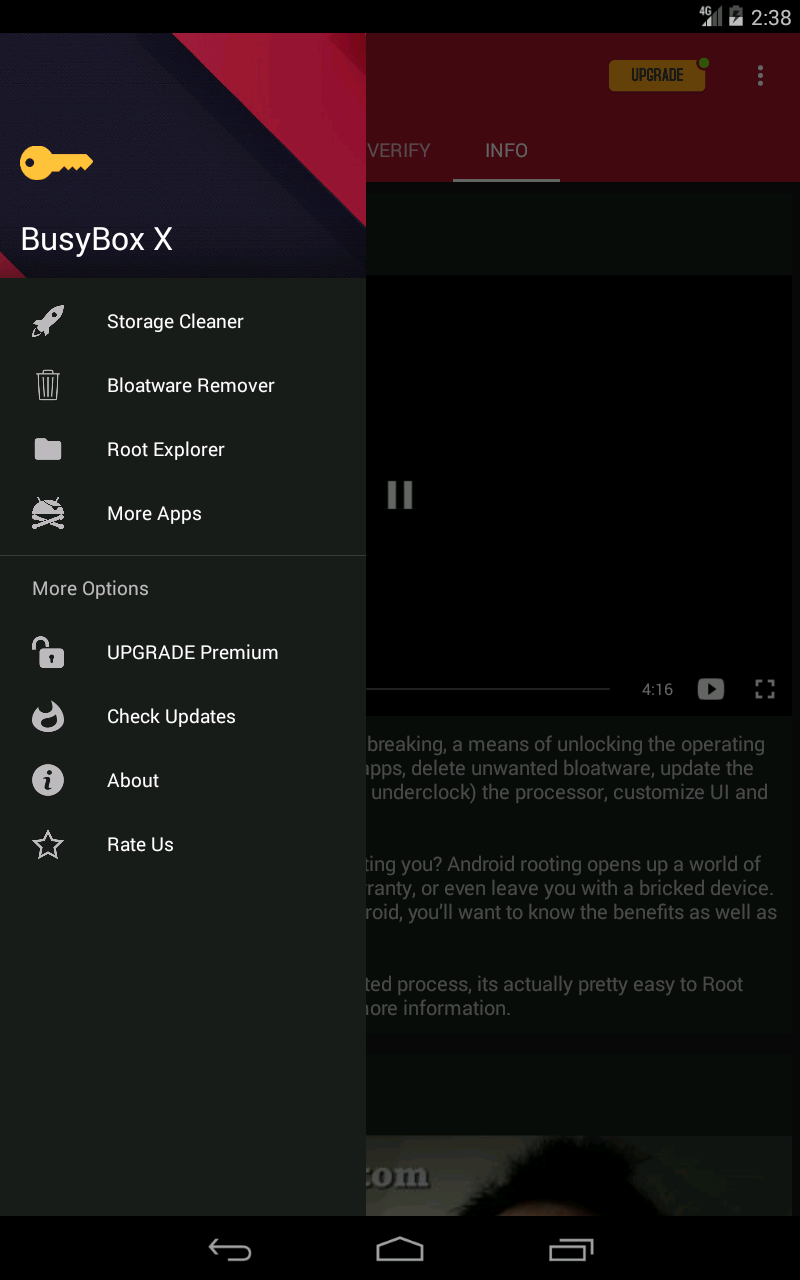 4G 2:38
UPGRADE
VERIFY INFO
BusyBox X
Storage Cleaner
Bloatware Remover
Root Explorer
More Apps
More Options
UPGRADE Premium
Check Updates
About
Rate Us
4:16
breaking, a means of unlocking the operating
apps, delete unwanted bloatware, update the
underclock) the processor, customize UI and
ting you? Android rooting opens up a world of
ranty, or even leave you with a bricked device.
roid, you'll want to know the benefits as well as
ted process, its actually pretty easy to Root
more information.
com